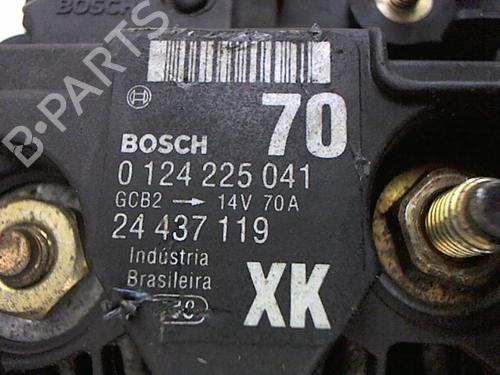 BOSCH
B-PARTS
70
BOSCH
0 124 225 041
GCB2 → 14V 70A
24 437 119
Indústria
Brasileira
XK